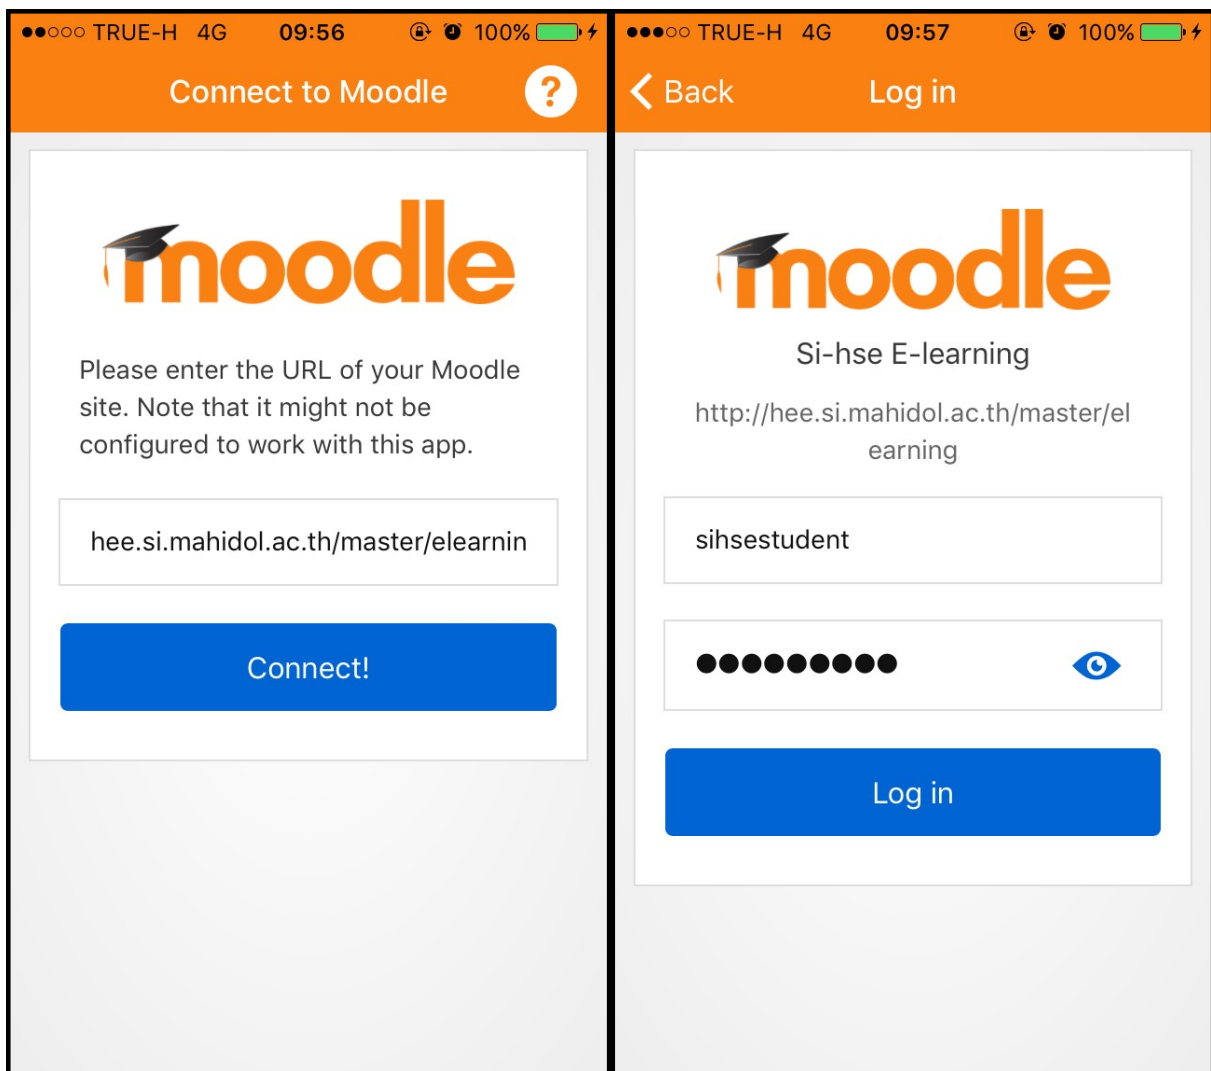 TRUE-H 4G 09:56 100%
Connect to Moodle ?
moodle
Please enter the URL of your Moodle
site. Note that it might not be
configured to work with this app.
hee.si.mahidol.ac.th/master/elearnin
Connect!
TRUE-H 4G 09:57 100%
Back Log in
moodle
Si-hse E-learning
http://hee.si.mahidol.ac.th/master/el
earning
sihsestudent
Log in